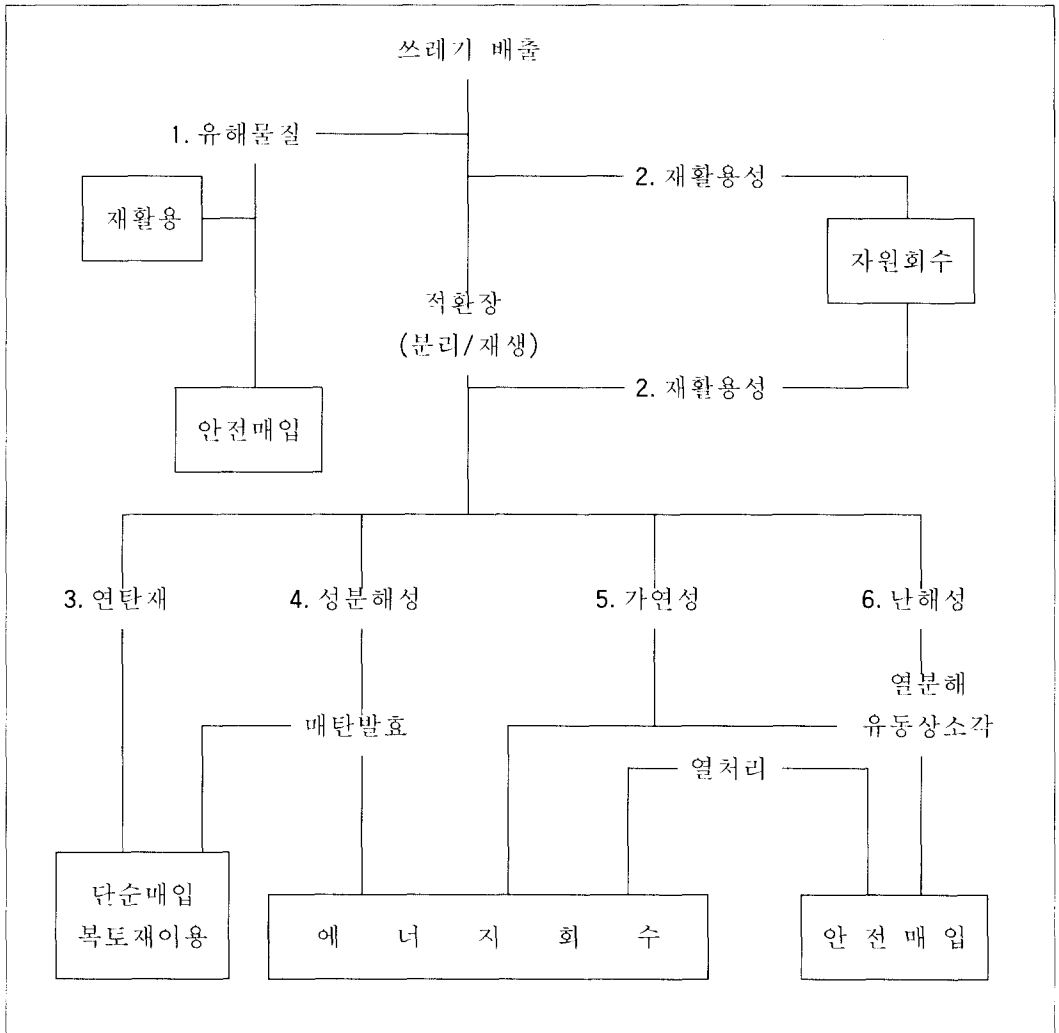 쓰레기 배출
1. 유해물질
2. 재활용성
재활용
자원회수
적환장
(분리/재생)
2. 재활용성
안전매입
3. 연탄재
4. 성분해성
5. 가연성
6. 난해성
열분해
매탄발효
유동상소각
열처리
단순매입
복토재이용
에 너 지 회 수
안 전 매 입